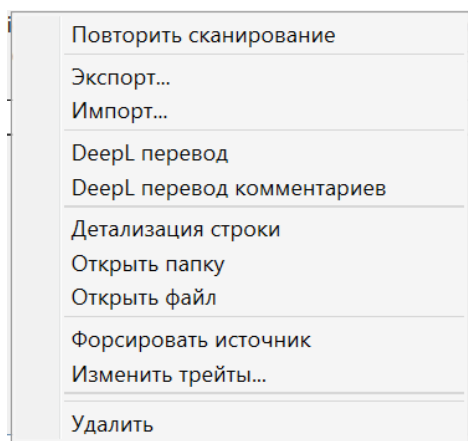 Повторить сканирование
Экспорт...
Импорт...
DeepL перевод
DeepL перевод комментариев
Детализация строки
Открыть папку
Открыть файл
Форсировать источник
Изменить трейты...
Удалить